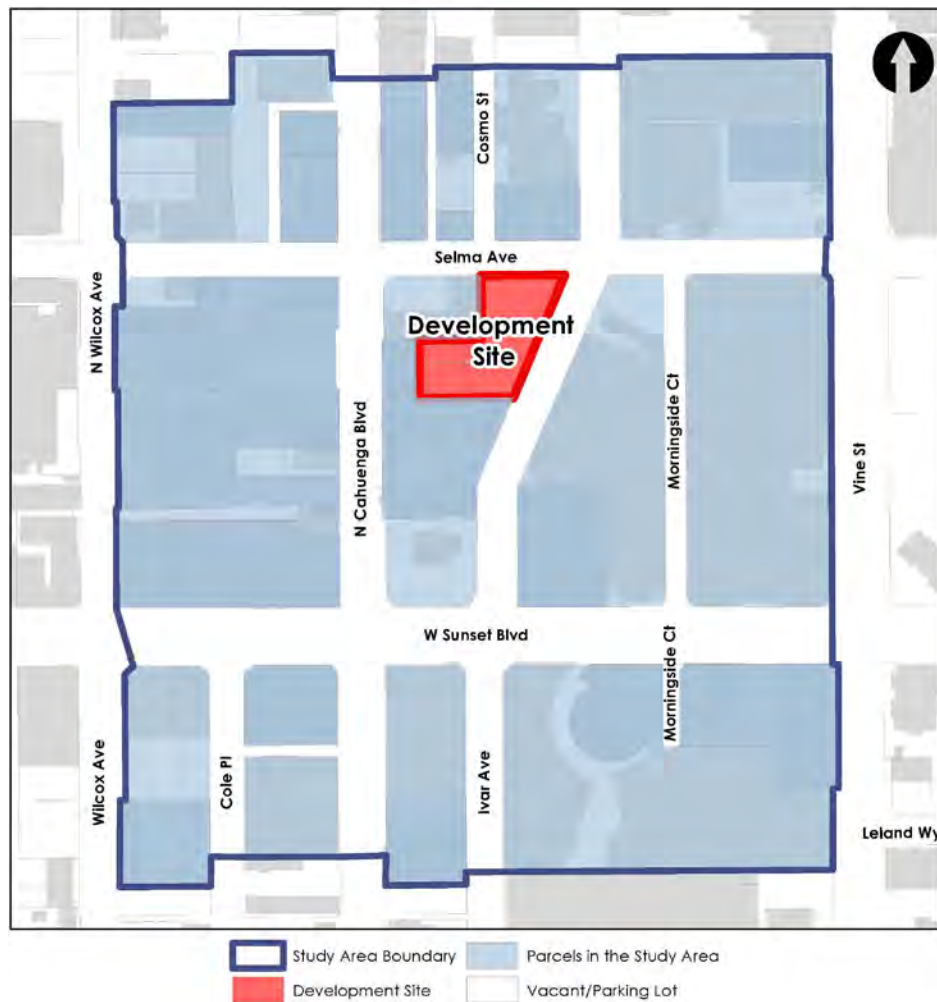 Cosmo St
Selma Ave
N Wilcox Ave
Development
Site
N Cahuenga Blvd
Morningside Ct
Vine St
W Sunset Blvd
Morningside Ct
Wilcox Ave
Cole Pl
Ivar Ave
Leland Wy
Study Area Boundary
Parcels in the Study Area
Development Site
Vacant/Parking Lot